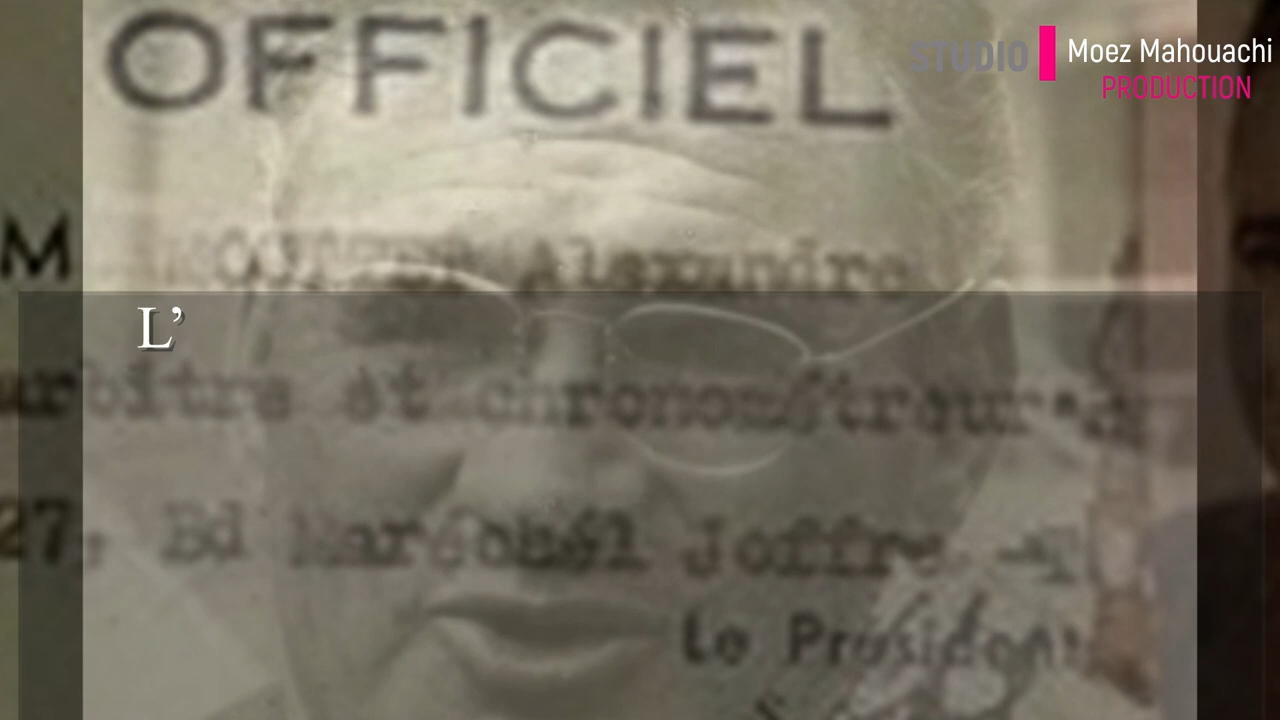 OFFICIEL
STUDIO Moez Mahouachi
PRODUCTION
M Alexandre
L’
arbitre et chronométreur
27, Bd Maréchal Joffre
Le Président